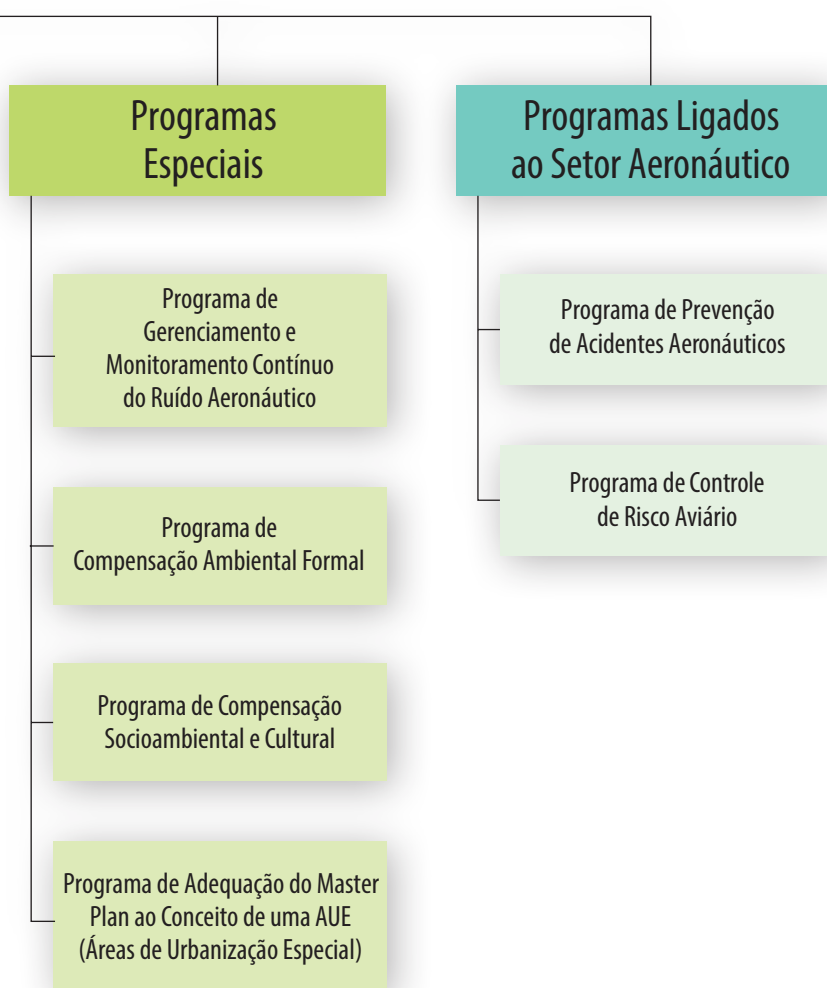 Programas
Especiais
Programa de
Gerenciamento e
Monitoramento Contínuo
do Ruído Aeronáutico
Programa de
Compensação Ambiental Formal
Programa de Compensação
Socioambiental e Cultural
Programa de Adequação do Master
Plan ao Conceito de uma AUE
(Áreas de Urbanização Especial)
Programas Ligados
ao Setor Aeronáutico
Programa de Prevenção
de Acidentes Aeronáuticos
Programa de Controle
de Risco Aviário